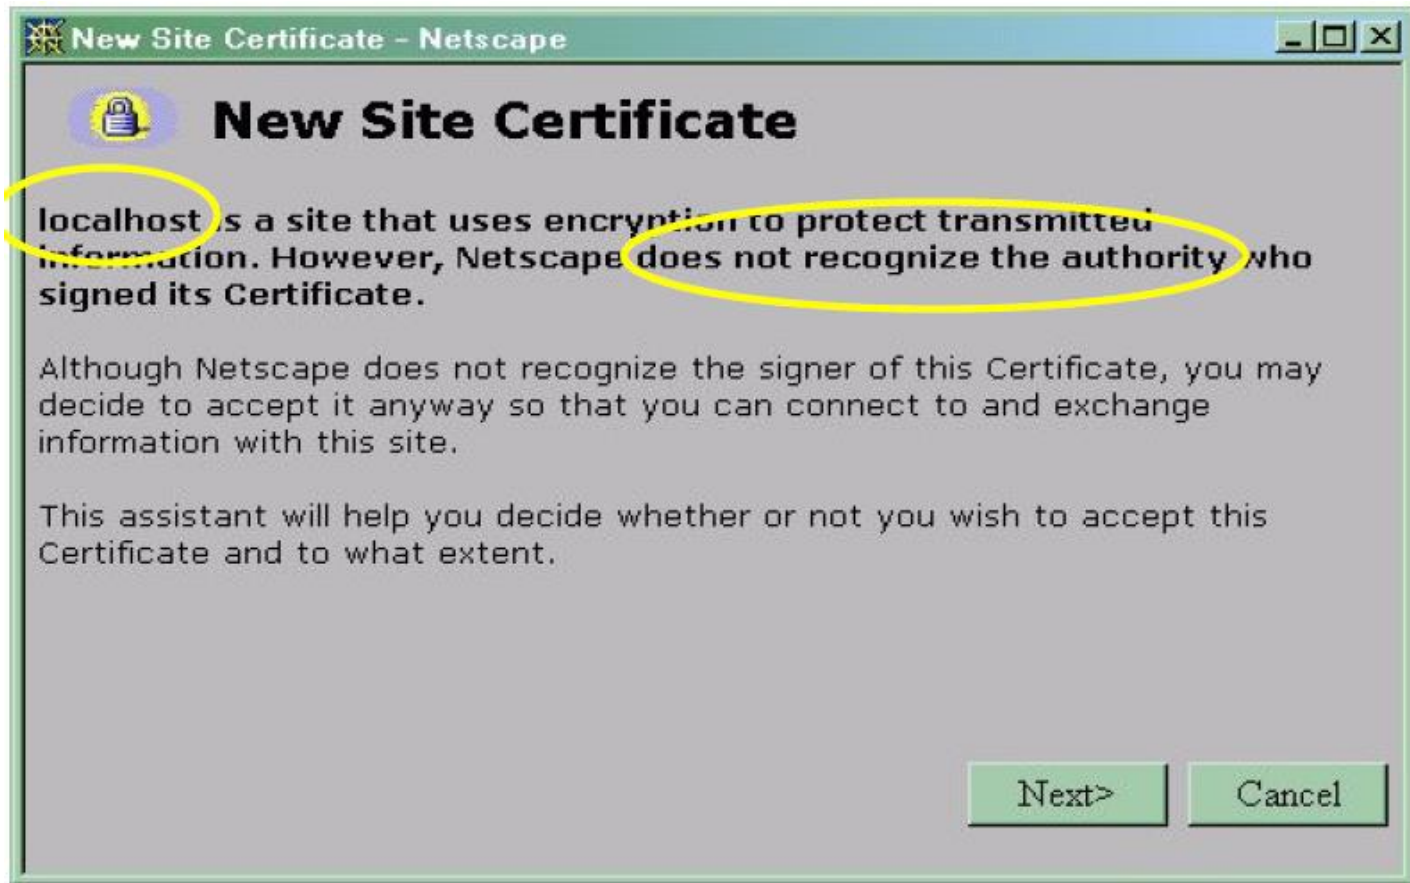 New Site Certificate - Netscape
New Site Certificate
localhost is a site that uses encryption to protect transmitted
information. However, Netscape does not recognize the authority who
signed its Certificate.
Although Netscape does not recognize the signer of this Certificate, you may
decide to accept it anyway so that you can connect to and exchange
information with this site.
This assistant will help you decide whether or not you wish to accept this
Certificate and to what extent.
Next>
Cancel